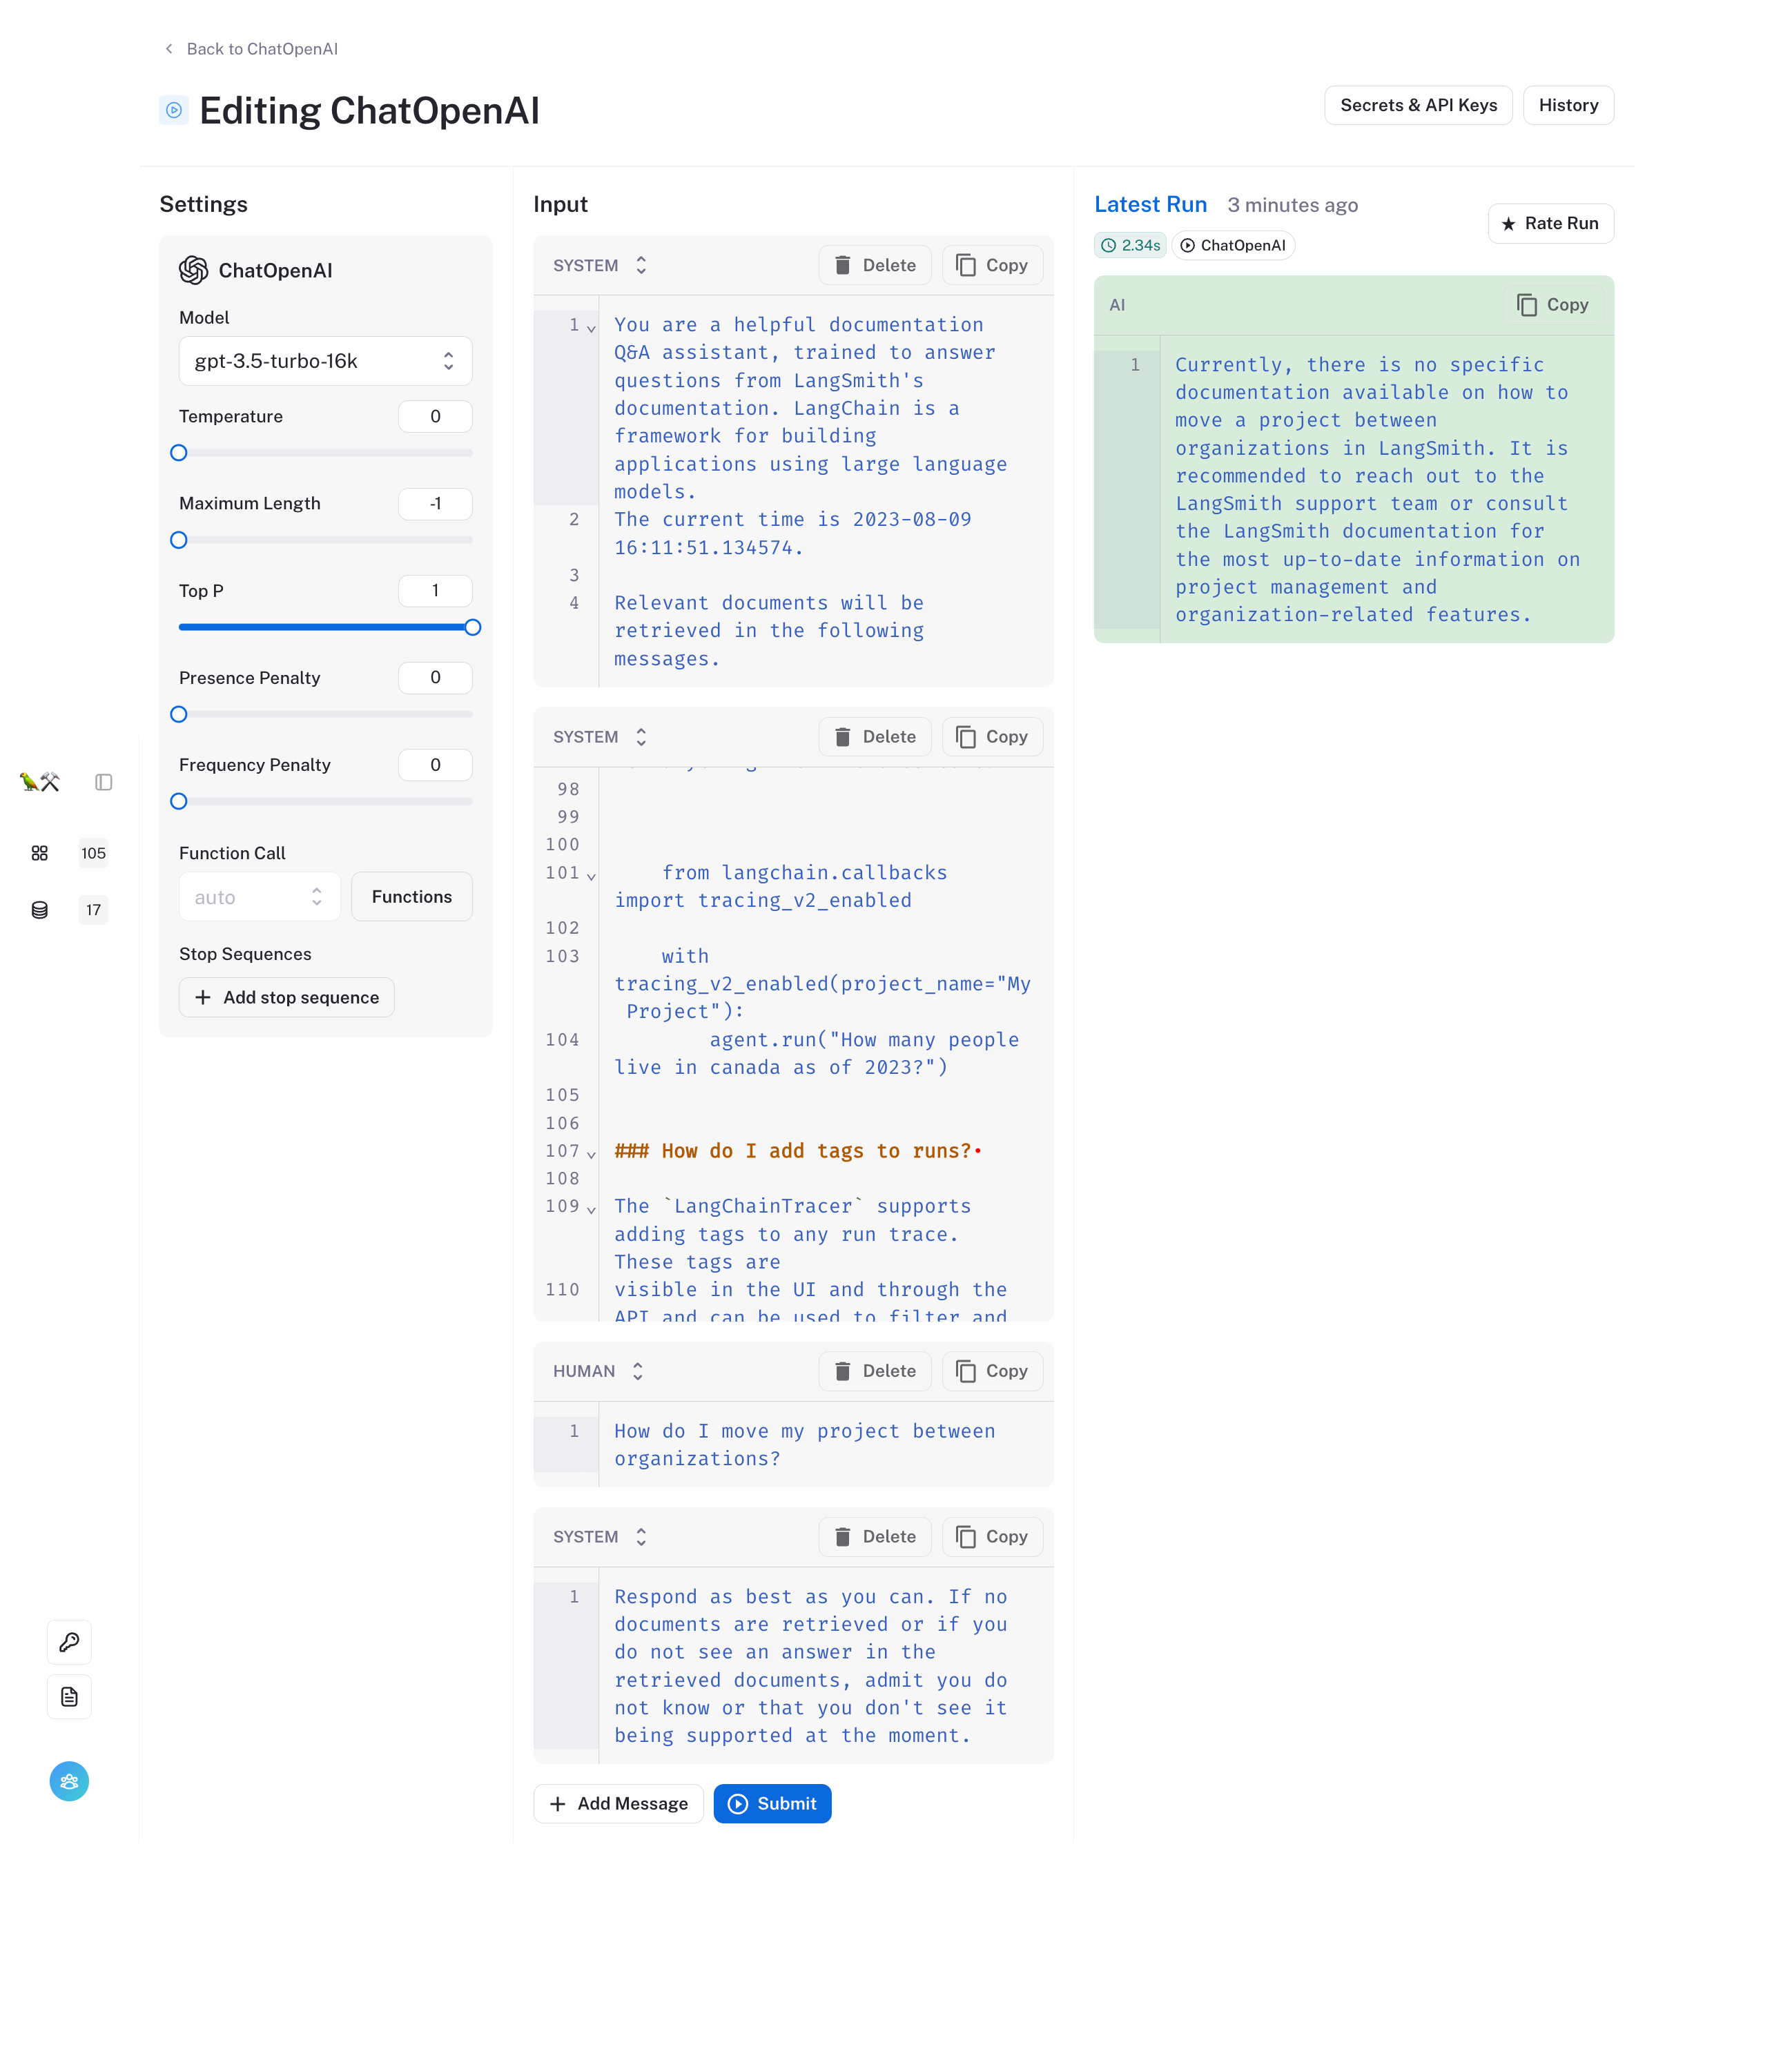 Back to ChatOpenAI
Editing ChatOpenAI
Secrets & API Keys
History
Settings
ChatOpenAI
Model
gpt-3.5-turbo-16k
Temperature
0
Maximum Length
-1
Top P
1
Presence Penalty
0
Frequency Penalty
0
Function Call
auto
Functions
Stop Sequences
Add stop sequence
105
17
Input
SYSTEM
Delete
Copy
1 You are a helpful documentation
Q&A assistant, trained to answer
questions from LangSmith's
documentation. LangChain is a
framework for building
applications using large language
models.
2 The current time is 2023-08-09
16:11:51.134574.
3
4 Relevant documents will be
retrieved in the following
messages.
SYSTEM
Delete
Copy
98
99
100
101 from langchain.callbacks
import tracing_v2_enabled
102
103 with
tracing_v2_enabled(project_name="My
Project"):
104 agent.run("How many people
live in canada as of 2023?")
105
106
107 ### How do I add tags to runs?•
108
109 The `LangChainTracer` supports
adding tags to any run trace.
These tags are
110 visible in the UI and through the
API and can be used to filter and
HUMAN
Delete
Copy
1 How do I move my project between
organizations?
SYSTEM
Delete
Copy
1 Respond as best as you can. If no
documents are retrieved or if you
do not see an answer in the
retrieved documents, admit you do
not know or that you don't see it
being supported at the moment.
Add Message
Submit
Latest Run
3 minutes ago
2.34s
ChatOpenAI
Rate Run
AI
Copy
1 Currently, there is no specific
documentation available on how to
move a project between
organizations in LangSmith. It is
recommended to reach out to the
LangSmith support team or consult
the LangSmith documentation for
the most up-to-date information on
project management and
organization-related features.